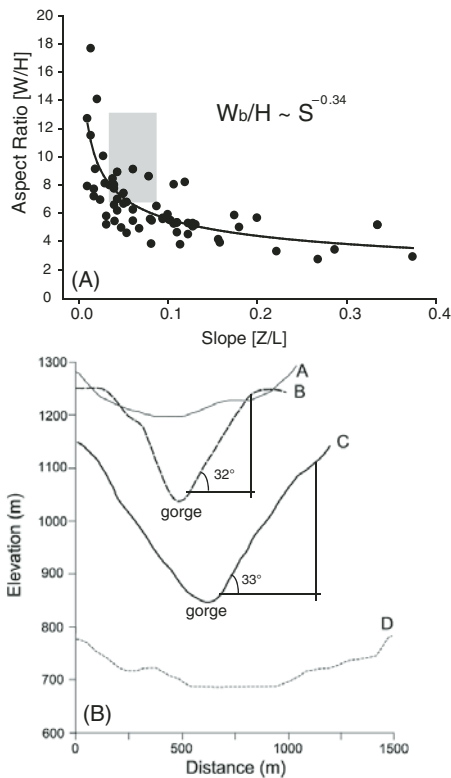 20
18
16
14
12
10
8
6
4
2
0
Aspect Ratio [W/H]
Wb/H ~ S^-0.34
(A)
0.0 0.1 0.2 0.3 0.4
Slope [Z/L]
1300
1200
1100
1000
900
800
700
600
Elevation (m)
A
B
C
D
32°
gorge
33°
gorge
(B)
0 500 1000 1500
Distance (m)